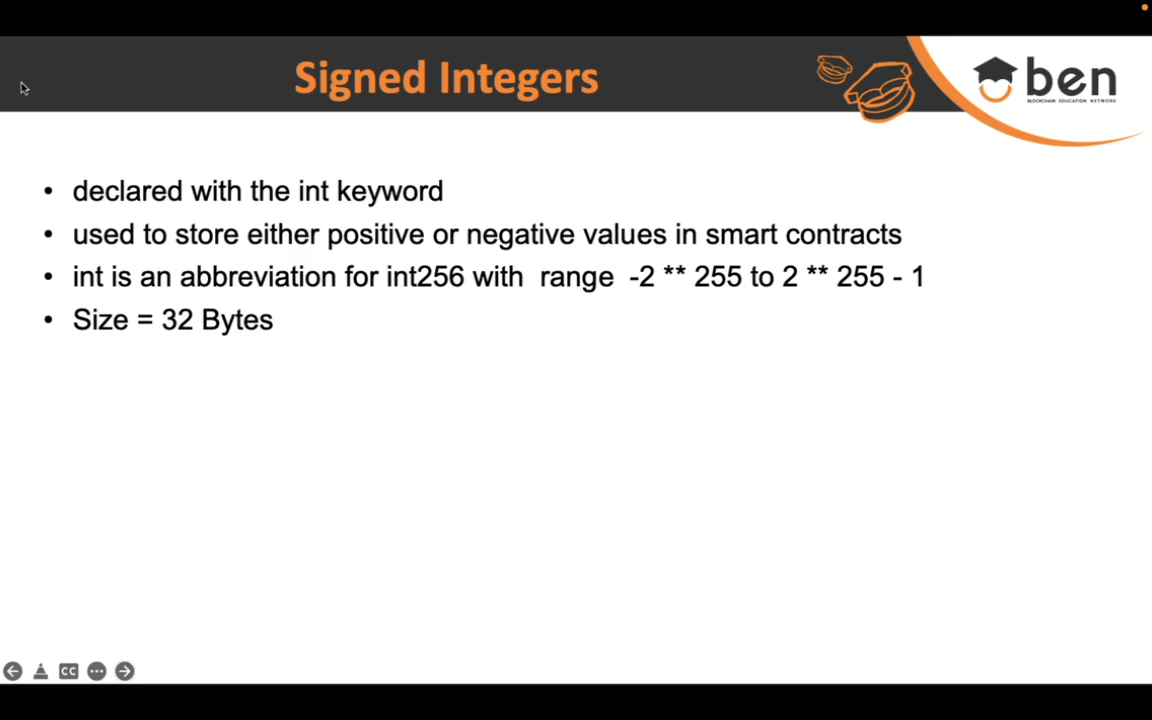 Signed Integers
ben
BLOCKCHAIN EDUCATION NETWORK
• declared with the int keyword
• used to store either positive or negative values in smart contracts
• int is an abbreviation for int256 with  range  -2 ** 255 to 2 ** 255 - 1
• Size = 32 Bytes
CC